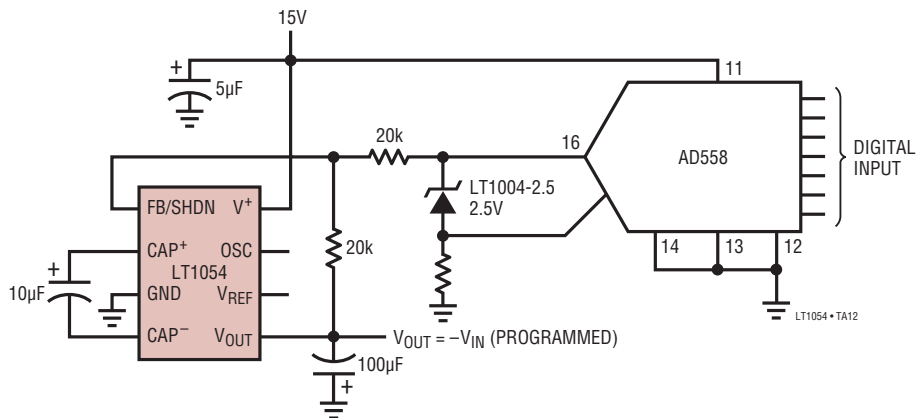 15V
+
5µF
11
20k
16
AD558
DIGITAL
INPUT
LT1004-2.5
2.5V
FB/SHDN V+
20k
14 13 12
CAP+ OSC
LT1054
+
10µF
GND VREF
LT1054 • TA12
CAP− VOUT
VOUT = –VIN (PROGRAMMED)
100µF
+